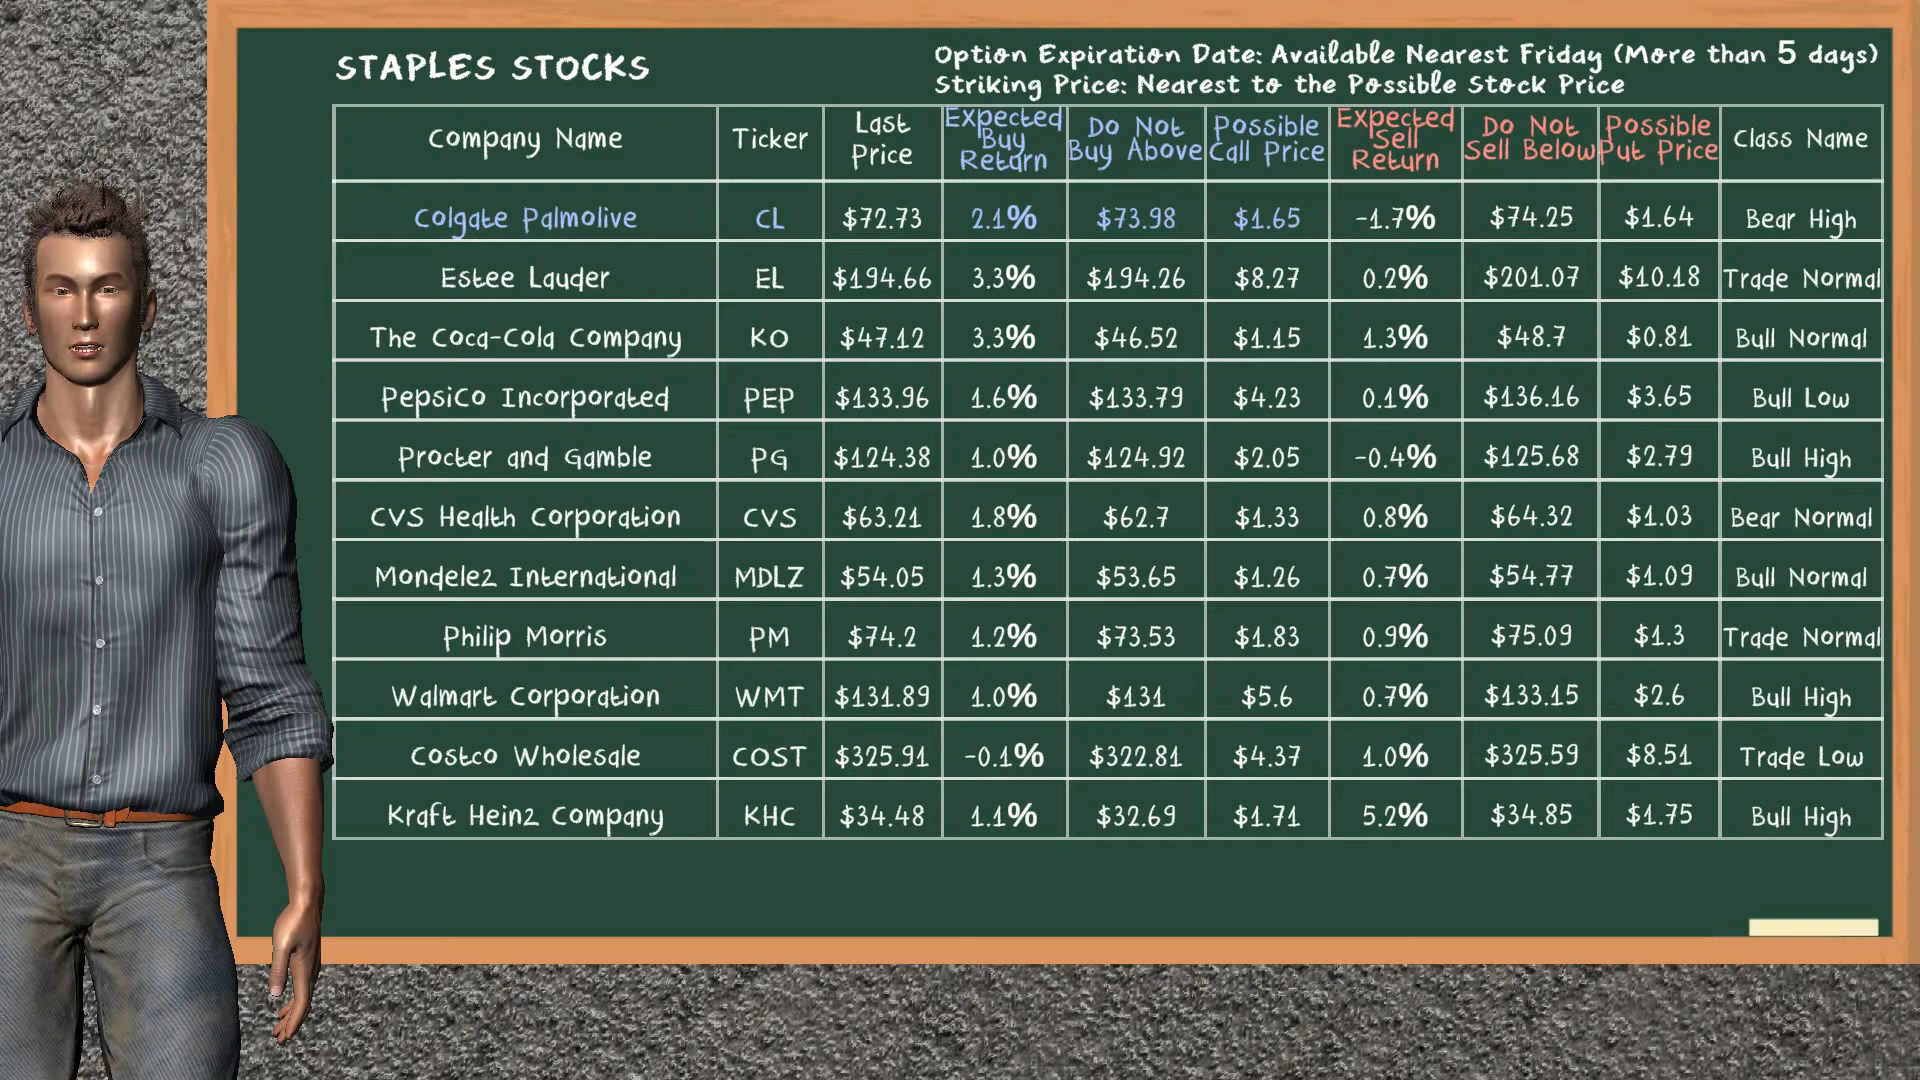 STAPLES STOCKS
Option Expiration Date: Available Nearest Friday (More than 5 days)
Striking Price: Nearest to the Possible Stock Price
Company Name Ticker Last Price Expected Buy Return Do Not Buy Above Possible Call Price Expected Sell Return Do Not Sell Below Possible Put Price Class Name
Colgate Palmolive CL $72.73 2.1% $73.98 $1.65 -1.7% $74.25 $1.64 Bear High
Estee Lauder EL $194.66 3.3% $194.26 $8.27 0.2% $201.07 $10.18 Trade Normal
The Coca-Cola Company KO $47.12 3.3% $46.52 $1.15 1.3% $48.7 $0.81 Bull Normal
PepsiCo Incorporated PEP $133.96 1.6% $133.79 $4.23 0.1% $136.16 $3.65 Bull Low
Procter and Gamble PG $124.38 1.0% $124.92 $2.05 -0.4% $125.68 $2.79 Bull High
CVS Health Corporation CVS $63.21 1.8% $62.7 $1.33 0.8% $64.32 $1.03 Bear Normal
Mondelez International MDLZ $54.05 1.3% $53.65 $1.26 0.7% $54.77 $1.09 Bull Normal
Philip Morris PM $74.2 1.2% $73.53 $1.83 0.9% $75.09 $1.3 Trade Normal
Walmart Corporation WMT $131.89 1.0% $131 $5.6 0.7% $133.15 $2.6 Bull High
Costco Wholesale COST $325.91 -0.1% $322.81 $4.37 1.0% $325.59 $8.51 Trade Low
Kraft Heinz Company KHC $34.48 1.1% $32.69 $1.71 5.2% $34.85 $1.75 Bull High